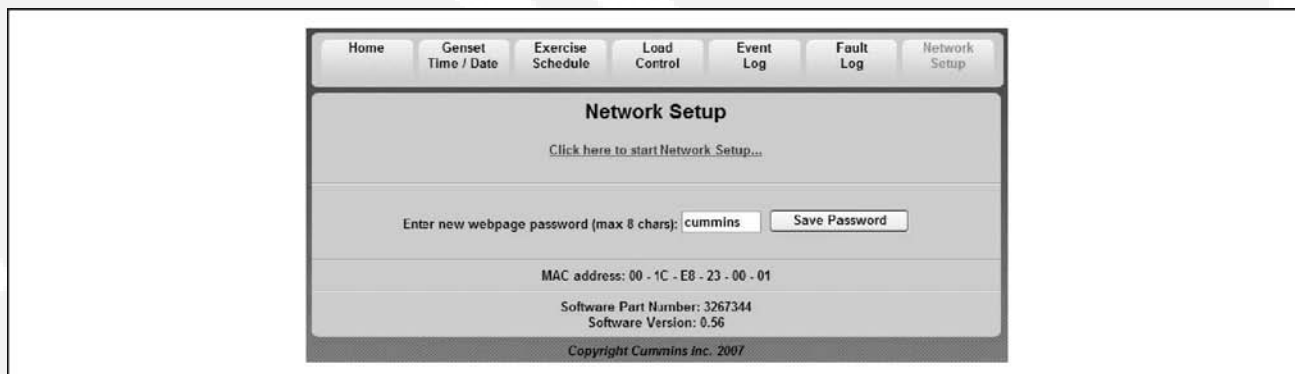 Home Genset Exercise Load Event Fault Network
Time / Date Schedule Control Log Log Setup
Network Setup
Click here to start Network Setup...
Enter new webpage password (max 8 chars): cummins Save Password
MAC address: 00 - 1C - E8 - 23 - 00 - 01
Software Part Number: 3267344
Software Version: 0.56
Copyright Cummins Inc. 2007